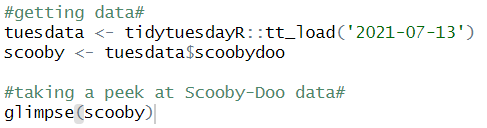 #getting data#
tuesdata <- tidytuesdayR::tt_load('2021-07-13')
scooby <- tuesdata$scoobydoo
#taking a peek at Scooby-Doo data#
glimpse(scooby)